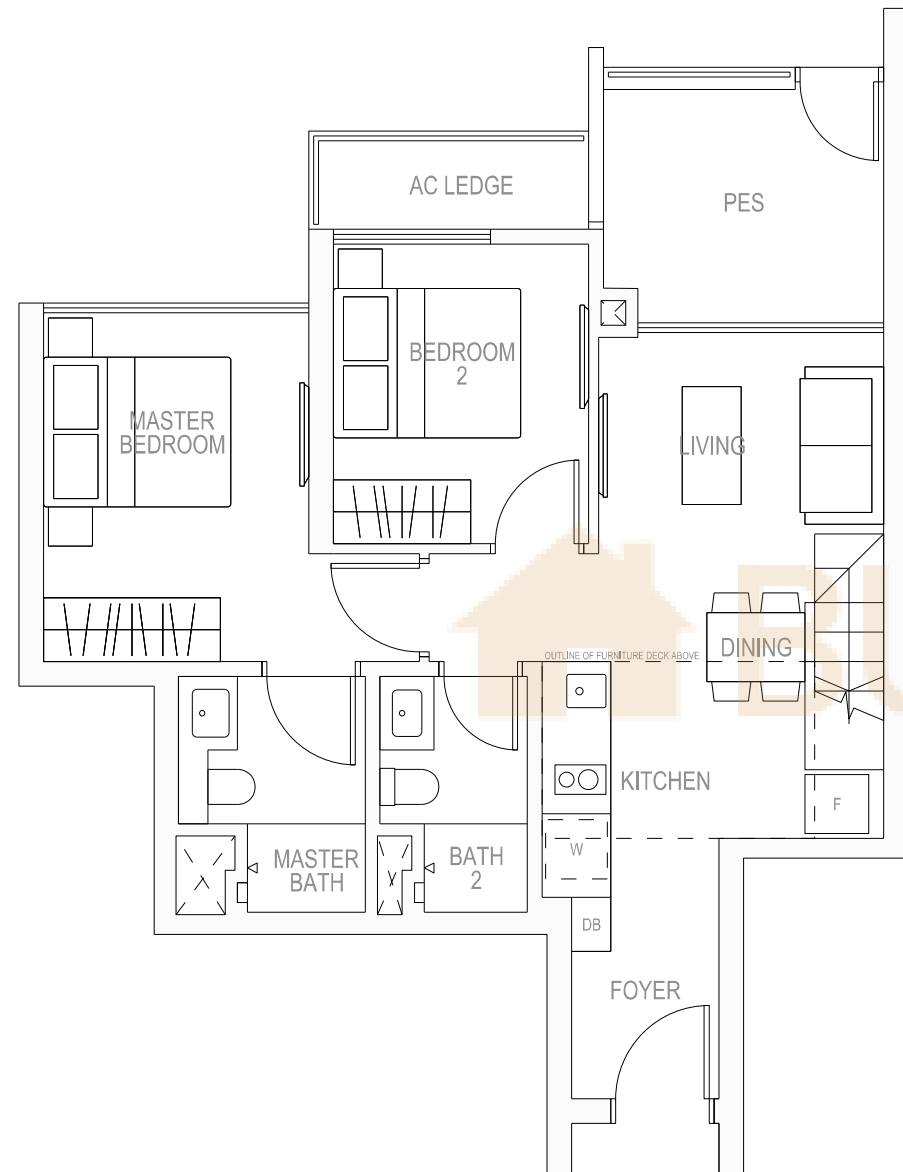 AC LEDGE
PES
BEDROOM
2
MASTER
BEDROOM
LIVING
OUTLINE OF FURNITURE DECK ABOVE
DINING
KITCHEN
F
W
MASTER
BATH
BATH
2
DB
FOYER
BU